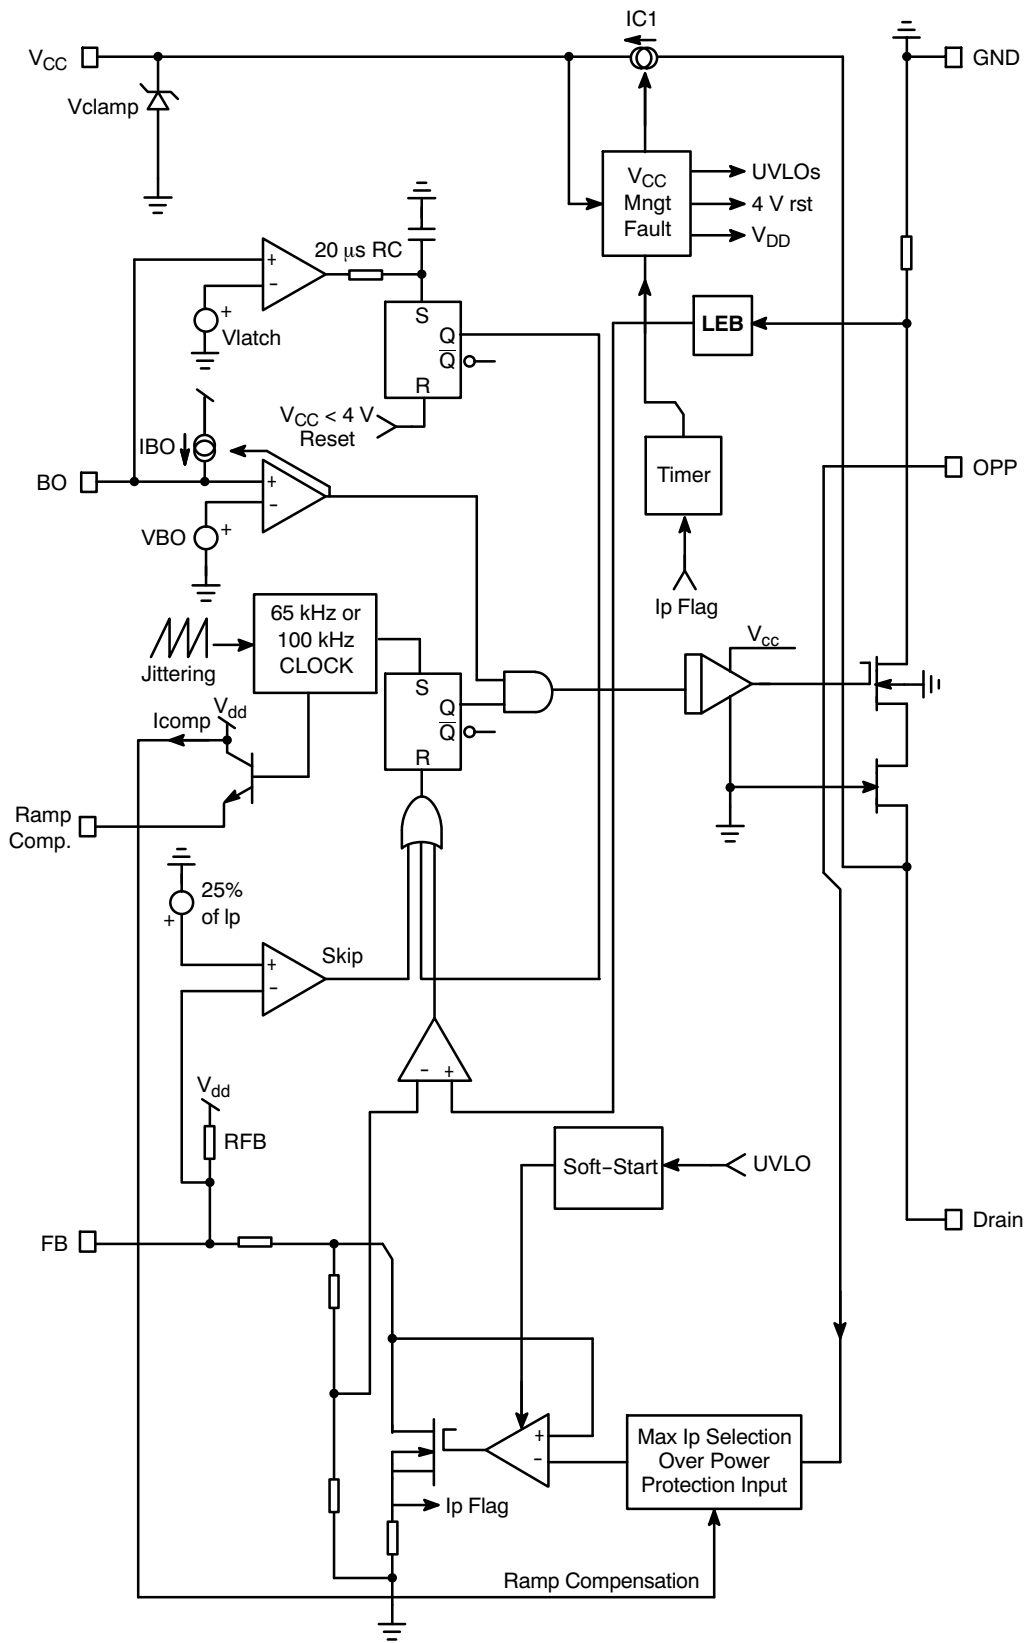 IC1
VCC
GND
Vclamp
VCC
Mngt
Fault
UVLOs
4 V rst
VDD
20 μs RC
+
−
+
Vlatch
S
Q
Q̅
R
LEB
VCC < 4 V
Reset
IBO
BO
+
−
VBO
+
OPP
Timer
Ip Flag
65 kHz or
100 kHz
CLOCK
Jittering
Vcc
S
Q
Q̅
R
Icomp
Vdd
Ramp
Comp.
25%
of Ip
+
Skip
+
−
− +
Vdd
RFB
Soft−Start
UVLO
FB
Drain
+
−
Max Ip Selection
Over Power
Protection Input
Ip Flag
Ramp Compensation